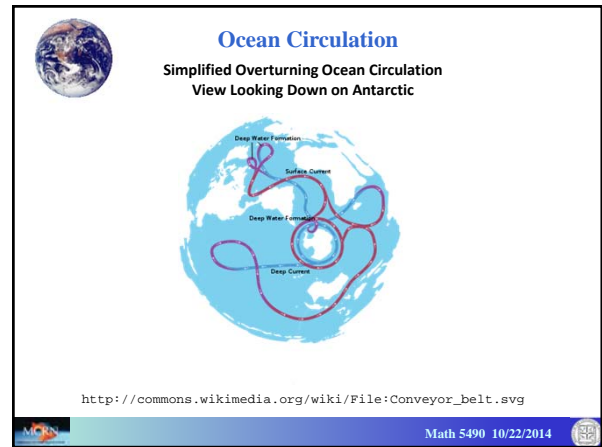 Ocean Circulation
Simplified Overturning Ocean Circulation
View Looking Down on Antarctic
Deep Water Formation
Surface Current
Deep Water Formation
Deep Current
http://commons.wikimedia.org/wiki/File:Conveyor_belt.svg
MCRN
Math 5490 10/22/2014